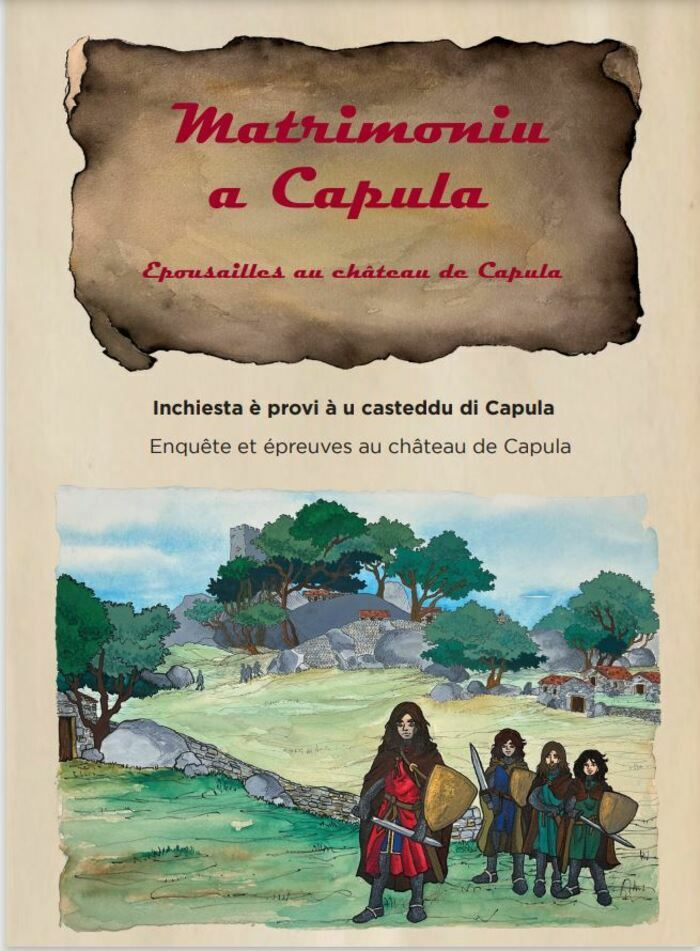 Matrimoniu
a Capula
Epousailles au château de Capula
Inchiesta è provi à u casteddu di Capula
Enquête et épreuves au château de Capula